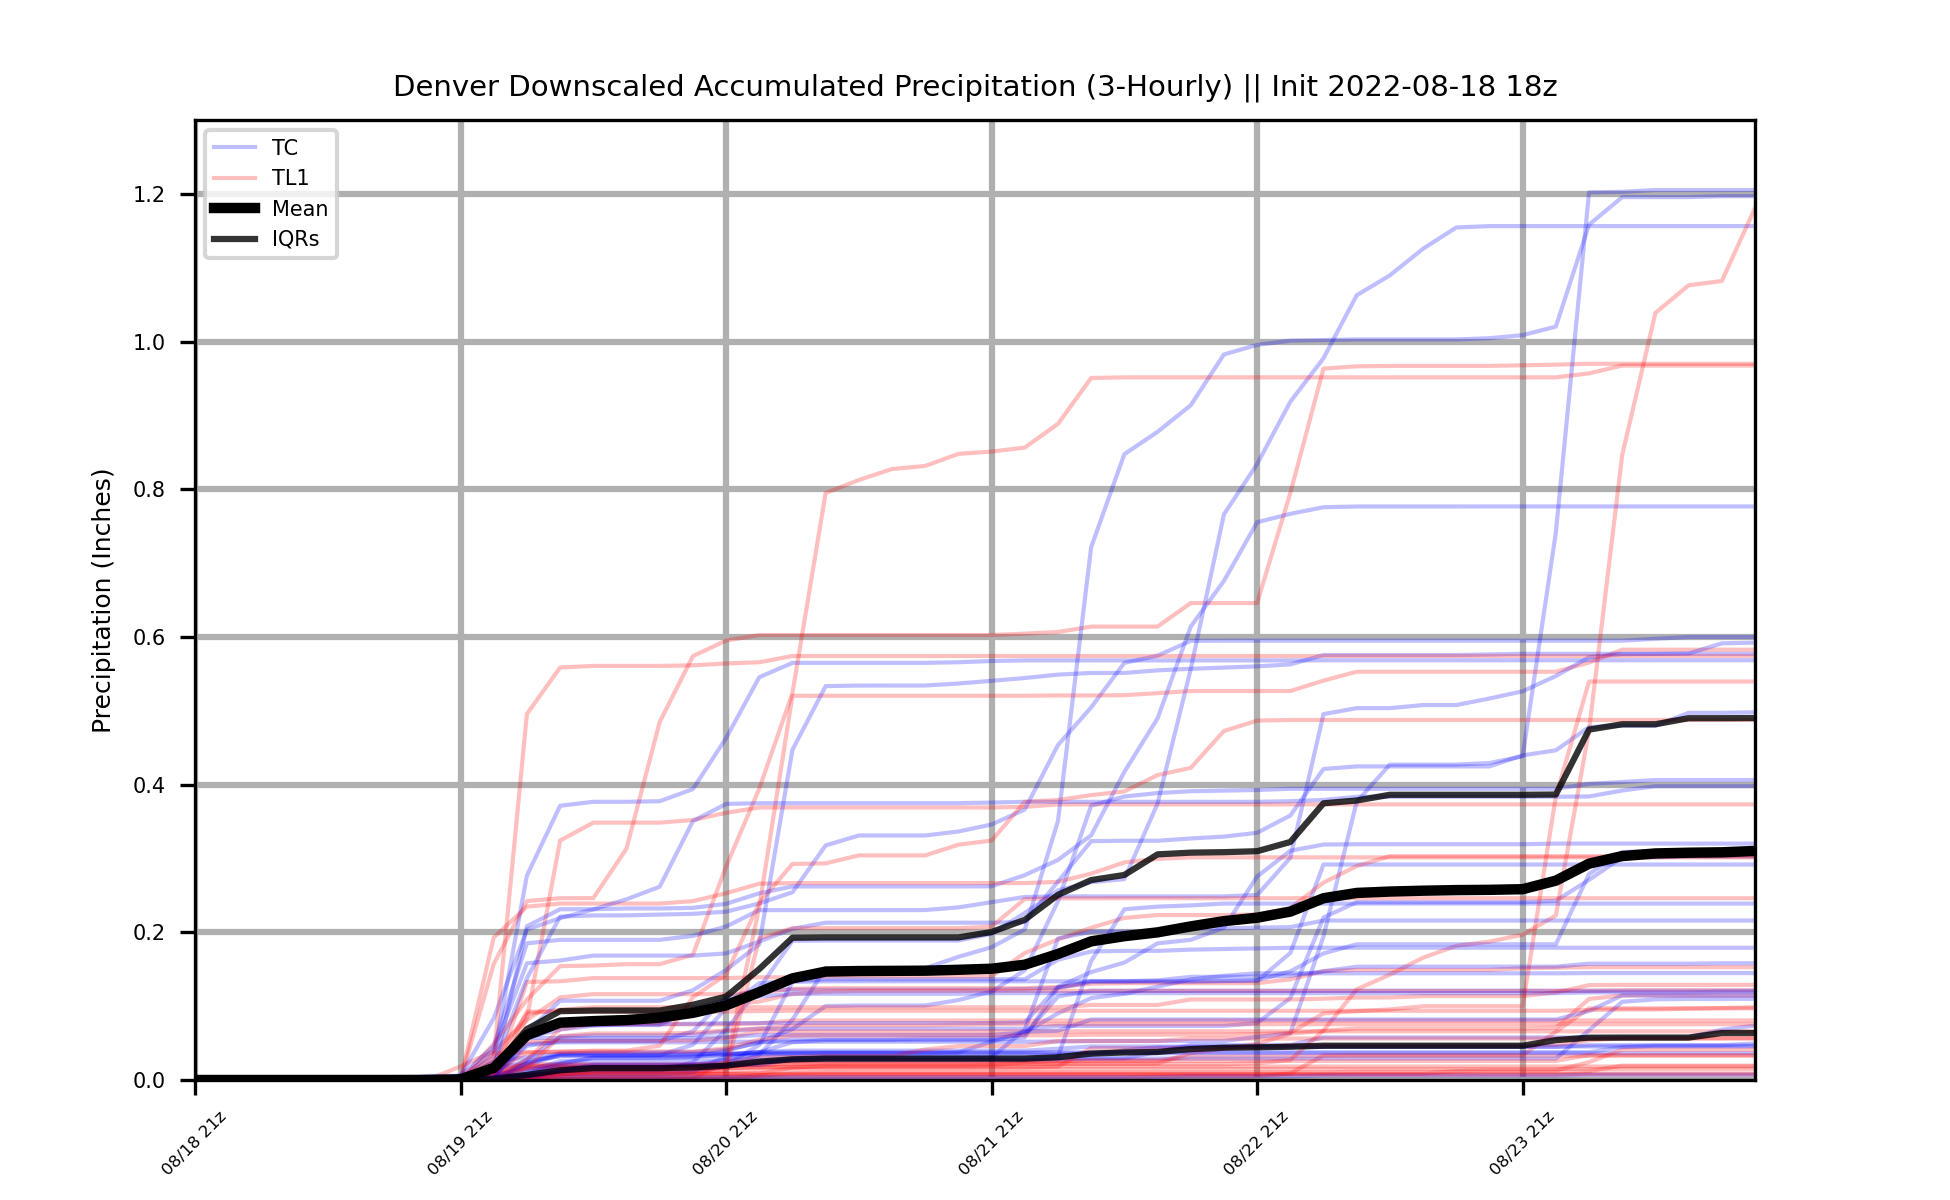 Denver Downscaled Accumulated Precipitation (3-Hourly) || Init 2022-08-18 18z
TC
TL1
Mean
IQRs
Precipitation (Inches)
1.2
1.0
0.8
0.6
0.4
0.2
0.0
08/18 21z
08/19 21z
08/20 21z
08/21 21z
08/22 21z
08/23 21z